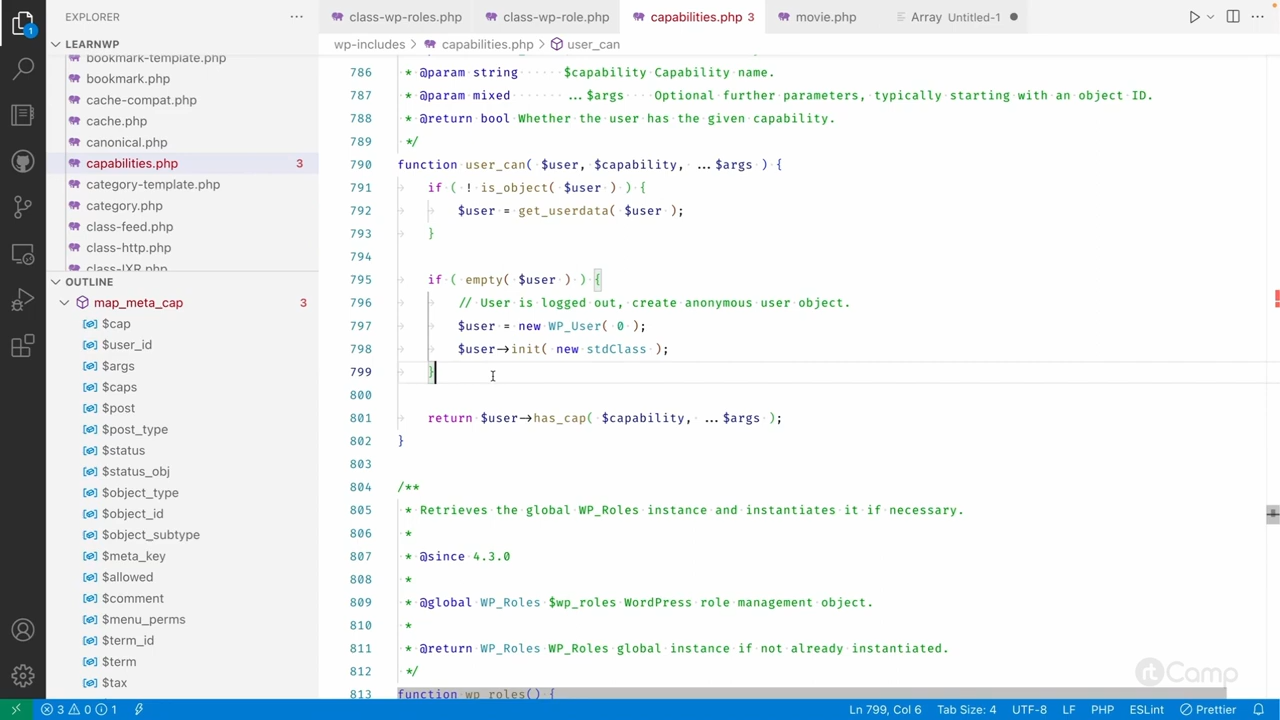 EXPLORER
LEARNWP
bookmark-template.php
bookmark.php
cache-compat.php
cache.php
canonical.php
capabilities.php 3
category-template.php
category.php
class-feed.php
class-http.php
class-IXR.php
OUTLINE
map_meta_cap 3
$cap
$user_id
$args
$caps
$post
$post_type
$status
$status_obj
$object_type
$object_id
$object_subtype
$meta_key
$allowed
$comment
$menu_perms
$term_id
$term
$tax
1
class-wp-roles.php class-wp-role.php capabilities.php 3 movie.php Array Untitled-1
wp-includes > capabilities.php > user_can
786 * @param string $capability Capability name.
787 * @param mixed ...$args Optional further parameters, typically starting with an object ID.
788 * @return bool Whether the user has the given capability.
789 */
790 function user_can( $user, $capability, ...$args ) {
791 if ( ! is_object( $user ) ) {
792 $user = get_userdata( $user );
793 }
794
795 if ( empty( $user ) ) {
796 // User is logged out, create anonymous user object.
797 $user = new WP_User( 0 );
798 $user->init( new stdClass );
799 }
800
801 return $user->has_cap( $capability, ...$args );
802 }
803
804 /**
805 * Retrieves the global WP_Roles instance and instantiates it if necessary.
806 *
807 * @since 4.3.0
808 *
809 * @global WP_Roles $wp_roles WordPress role management object.
810 *
811 * @return WP_Roles WP_Roles global instance if not already instantiated.
812 */
813 function wp_roles() {
rtCamp
3 0 1 Ln 799, Col 6 Tab Size: 4 UTF-8 LF PHP ESLint Prettier